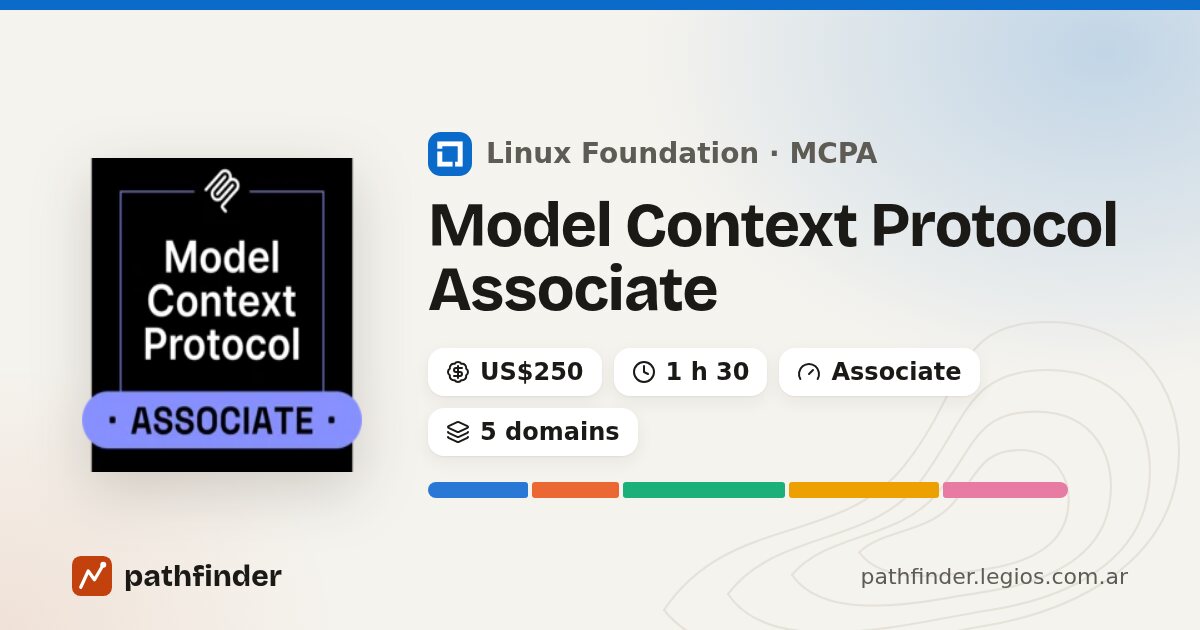 Linux Foundation · MCPA
Model Context Protocol
Associate
Model
Context
Protocol
· ASSOCIATE ·
US$250
1 h 30
Associate
5 domains
pathfinder
pathfinder.legios.com.ar